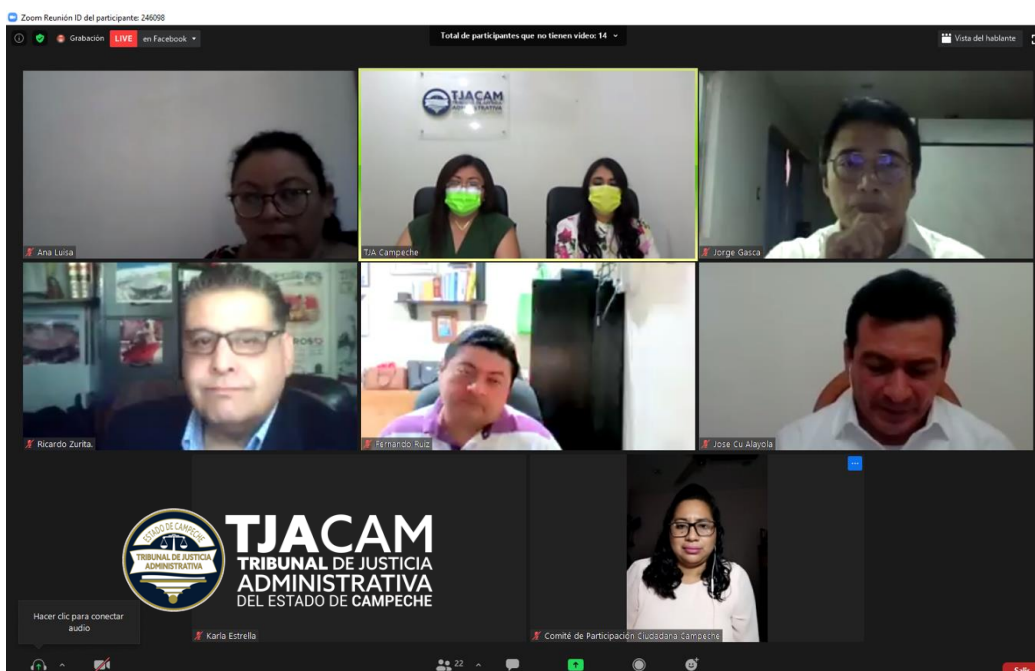 Zoom Reunión ID del participante: 246098
Grabación LIVE en Facebook
Total de participantes que no tienen video: 14
Vista del hablante
TJACAM
TRIBUNAL DE JUSTICIA
ADMINISTRATIVA
Ana Luisa
TJA Campeche
Jorge Gasca
Ricardo Zurita.
Fernando Ruiz
Jose Cu Alayola
ESTADO DE CAMPECHE
TRIBUNAL DE JUSTICIA
ADMINISTRATIVA
TJACAM
TRIBUNAL DE JUSTICIA
ADMINISTRATIVA
DEL ESTADO DE CAMPECHE
Hacer clic para conectar
audio
Karla Estrella
Comité de Participación Ciudadana Campeche
22
Salir